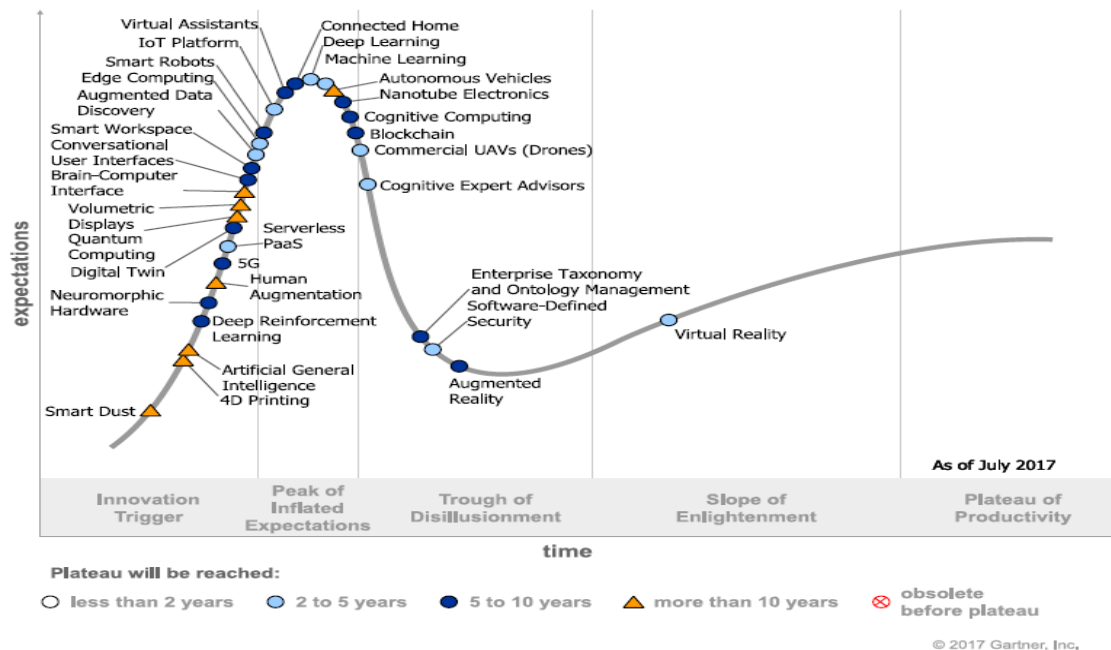 Virtual Assistants
IoT Platform
Smart Robots
Edge Computing
Augmented Data
Discovery
Smart Workspace
Conversational
User Interfaces
Brain-Computer
Interface
Volumetric
Displays
Quantum
Computing
Digital Twin
Serverless
PaaS
5G
Human
Augmentation
Neuromorphic
Hardware
Deep Reinforcement
Learning
Artificial General
Intelligence
4D Printing
Smart Dust
Connected Home
Deep Learning
Machine Learning
Autonomous Vehicles
Nanotube Electronics
Cognitive Computing
Blockchain
Commercial UAVs (Drones)
Cognitive Expert Advisors
Enterprise Taxonomy
and Ontology Management
Software-Defined
Security
Augmented
Reality
Virtual Reality
expectations
As of July 2017
Innovation
Trigger
Peak of
Inflated
Expectations
Trough of
Disillusionment
Slope of
Enlightenment
Plateau of
Productivity
time
Plateau will be reached:
less than 2 years
2 to 5 years
5 to 10 years
more than 10 years
obsolete
before plateau
© 2017 Gartner, Inc.